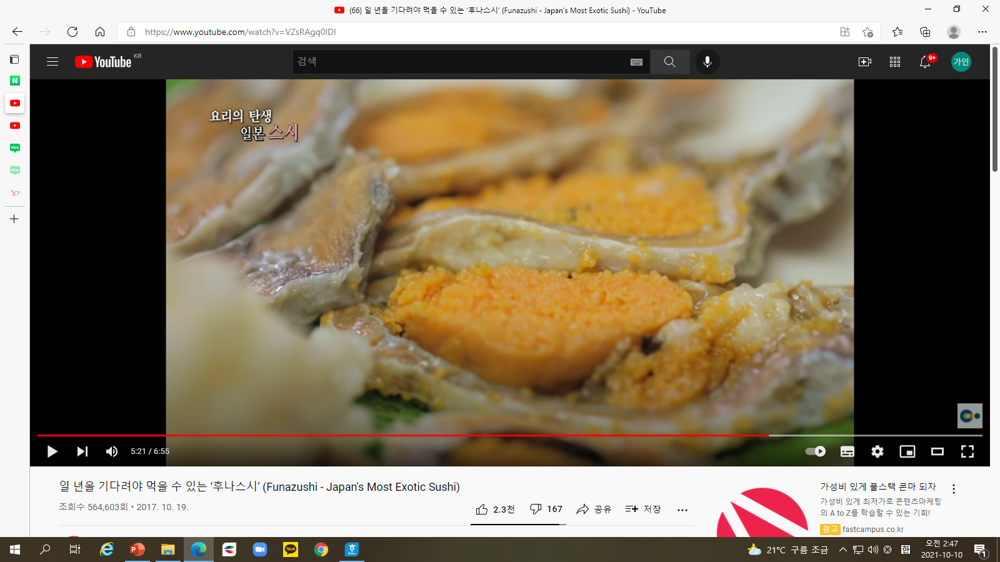 (66) 일 년을 기다려야 먹을 수 있는 ‘후나스시’ (Funazushi - Japan's Most Exotic Sushi) - YouTube
https://www.youtube.com/watch?v=VZsRAgq0IDI
YouTube KR
검색
9+
가인
요리의 탄생
일본 스시
5:21 / 6:55
일 년을 기다려야 먹을 수 있는 ‘후나스시’ (Funazushi - Japan's Most Exotic Sushi)
조회수 564,603회 • 2017. 10. 19.
2.3천
167
공유
저장
가성비 있게 풀스택 콘마 되자
가성비 있게 최저가로 콘텐츠마케팅
의 A to Z를 학습할 수 있는 기회!
광고 fastcampus.co.kr
N
blog
blog
Y!
TALK
21°C 구름 조금
한
오전 2:47
2021-10-10
1